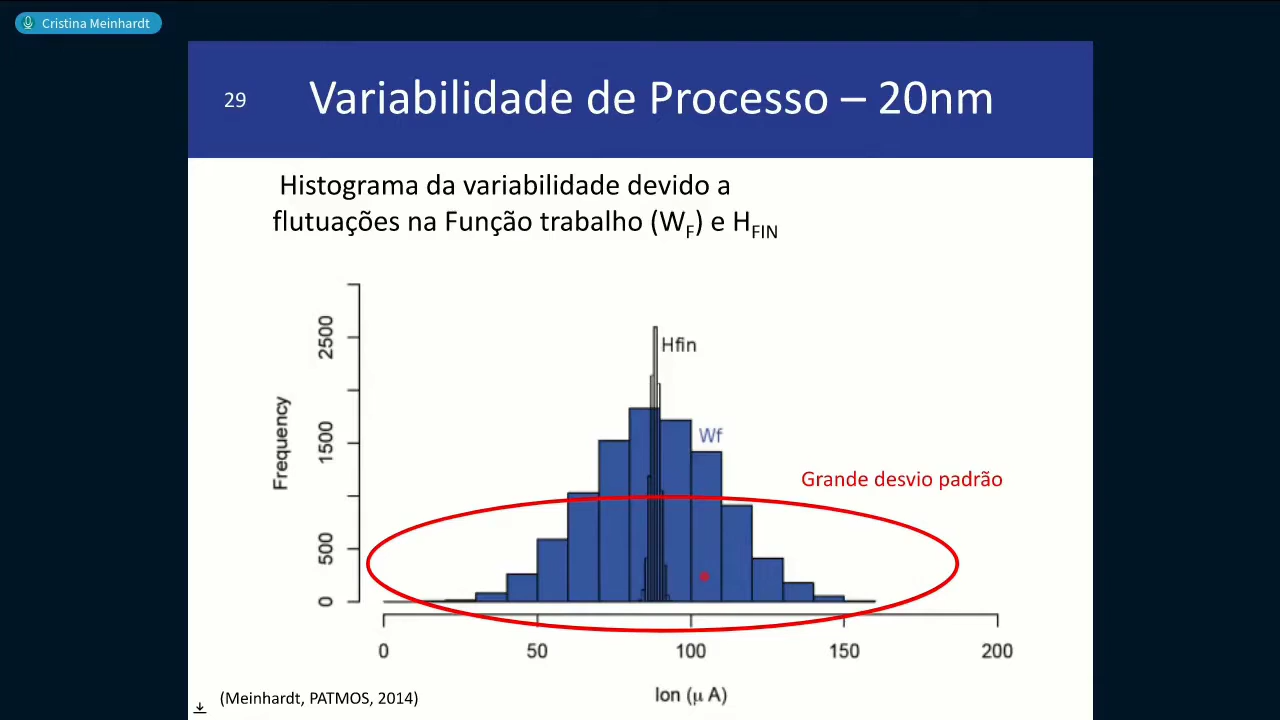 Cristina Meinhardt
29
Variabilidade de Processo – 20nm
Histograma da variabilidade devido a
flutuações na Função trabalho (WF) e HFIN
Hfin
Wf
Grande desvio padrão
Frequency
2500
1500
500
0
0 50 100 150 200
Ion (μ A)
(Meinhardt, PATMOS, 2014)